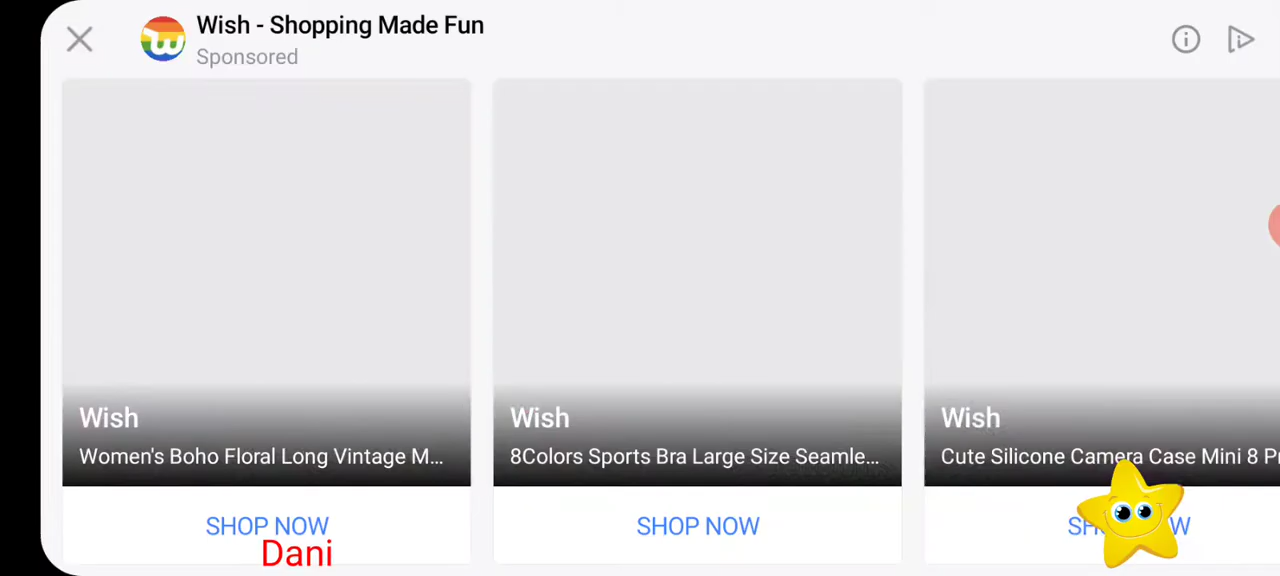 Wish - Shopping Made Fun
Sponsored
Wish
Women's Boho Floral Long Vintage M...
SHOP NOW
Wish
8Colors Sports Bra Large Size Seamle...
SHOP NOW
Wish
Cute Silicone Camera Case Mini 8 P
Dani